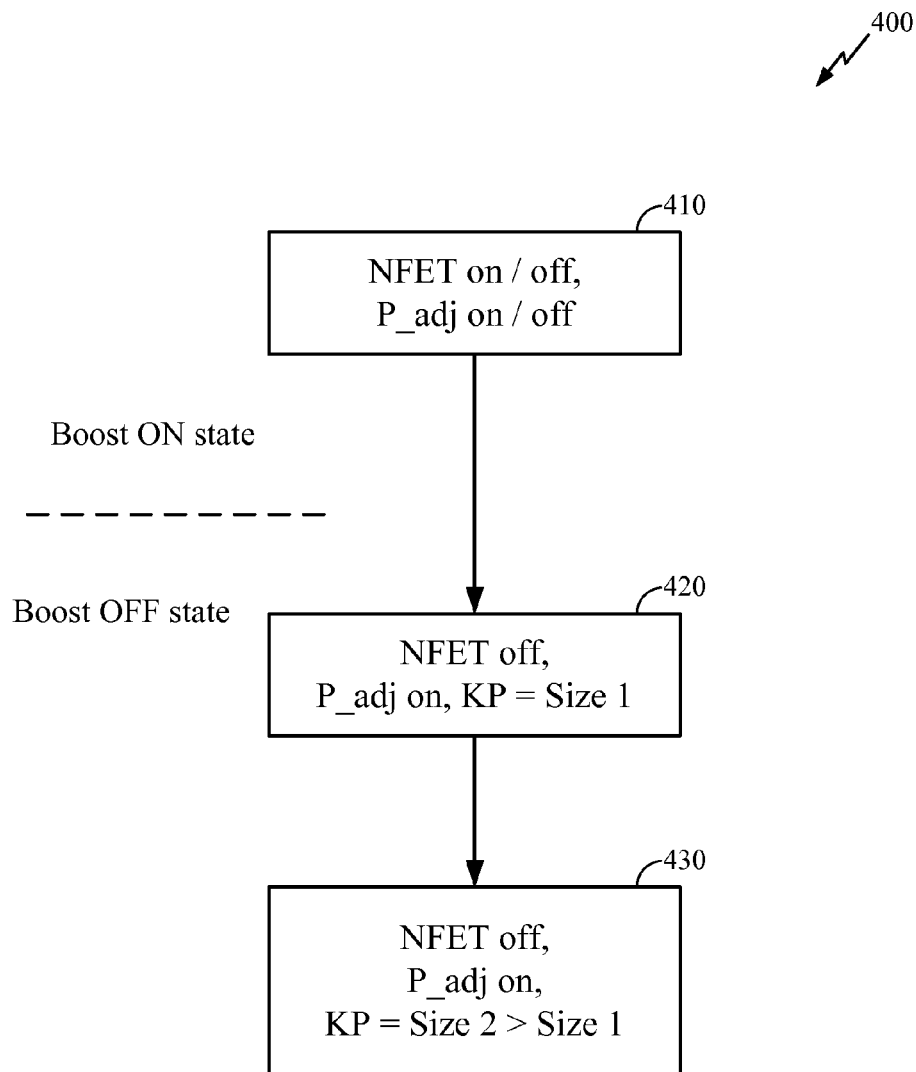 400
410
NFET on / off,
P_adj on / off
Boost ON state
Boost OFF state
420
NFET off,
P_adj on, KP = Size 1
430
NFET off,
P_adj on,
KP = Size 2 > Size 1